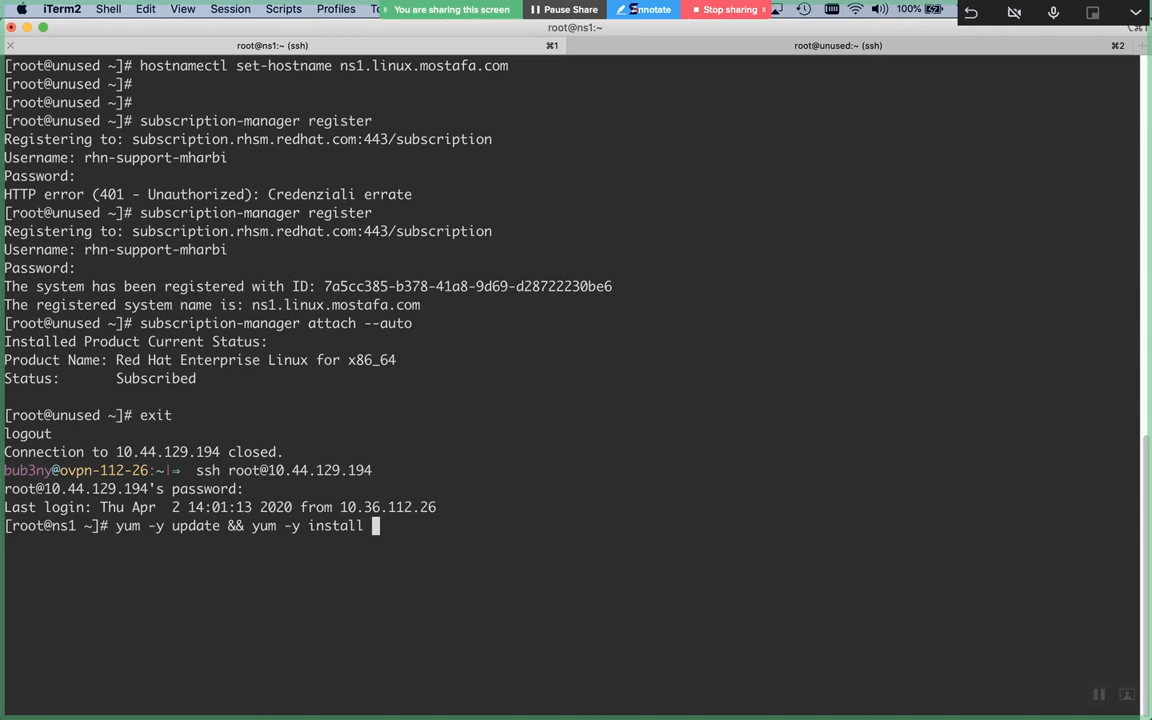 iTerm2 Shell Edit View Session Scripts Profiles You are sharing this screen Pause Share Annotate Stop sharing 100%
root@ns1:~
root@ns1:~ (ssh) ⌘1 root@unused:~ (ssh) ⌘2
[root@unused ~]# hostnamectl set-hostname ns1.linux.mostafa.com
[root@unused ~]#
[root@unused ~]#
[root@unused ~]# subscription-manager register
Registering to: subscription.rhsm.redhat.com:443/subscription
Username: rhn-support-mharbi
Password:
HTTP error (401 - Unauthorized): Credenziali errate
[root@unused ~]# subscription-manager register
Registering to: subscription.rhsm.redhat.com:443/subscription
Username: rhn-support-mharbi
Password:
The system has been registered with ID: 7a5cc385-b378-41a8-9d69-d28722230be6
The registered system name is: ns1.linux.mostafa.com
[root@unused ~]# subscription-manager attach --auto
Installed Product Current Status:
Product Name: Red Hat Enterprise Linux for x86_64
Status:       Subscribed
[root@unused ~]# exit
logout
Connection to 10.44.129.194 closed.
bub3ny@ovpn-112-26:~|⇒  ssh root@10.44.129.194
root@10.44.129.194's password:
Last login: Thu Apr  2 14:01:13 2020 from 10.36.112.26
[root@ns1 ~]# yum -y update && yum -y install